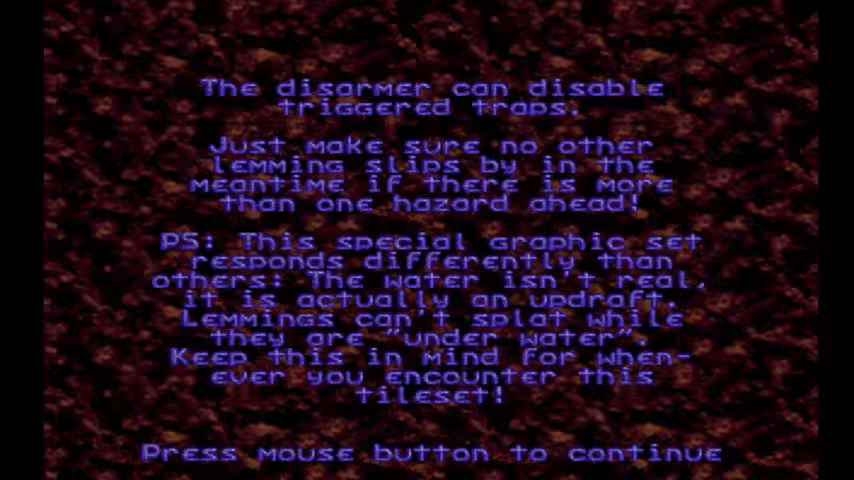 The disarmer can disable
triggered traps.
Just make sure no other
lemming slips by in the
meantime if there is more
than one hazard ahead!
PS: This special graphic set
responds differently than
others: The water isn't real,
it is actually an updraft.
Lemmings can't splat while
they are "under water".
Keep this in mind for when-
ever you encounter this
tileset!
Press mouse button to continue